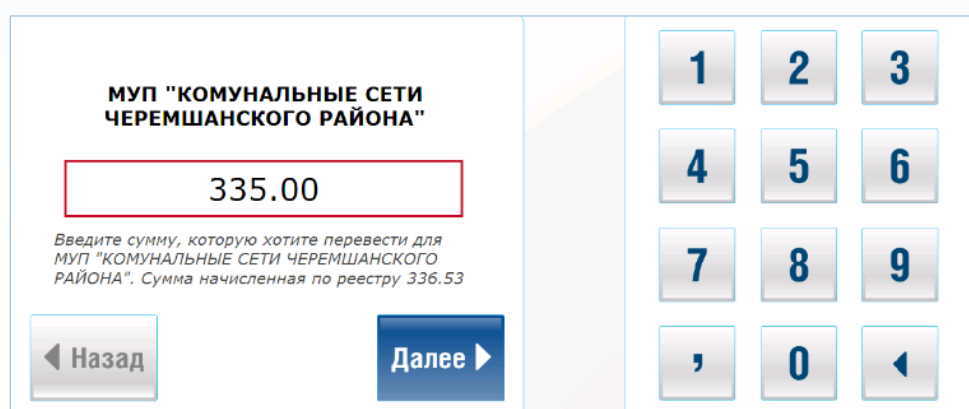 МУП "КОМУНАЛЬНЫЕ СЕТИ
ЧЕРЕМШАНСКОГО РАЙОНА"
335.00
Введите сумму, которую хотите перевести для
МУП "КОМУНАЛЬНЫЕ СЕТИ ЧЕРЕМШАНСКОГО
РАЙОНА". Сумма начисленная по реестру 336.53
Назад
Далее
1 2 3
4 5 6
7 8 9
, 0